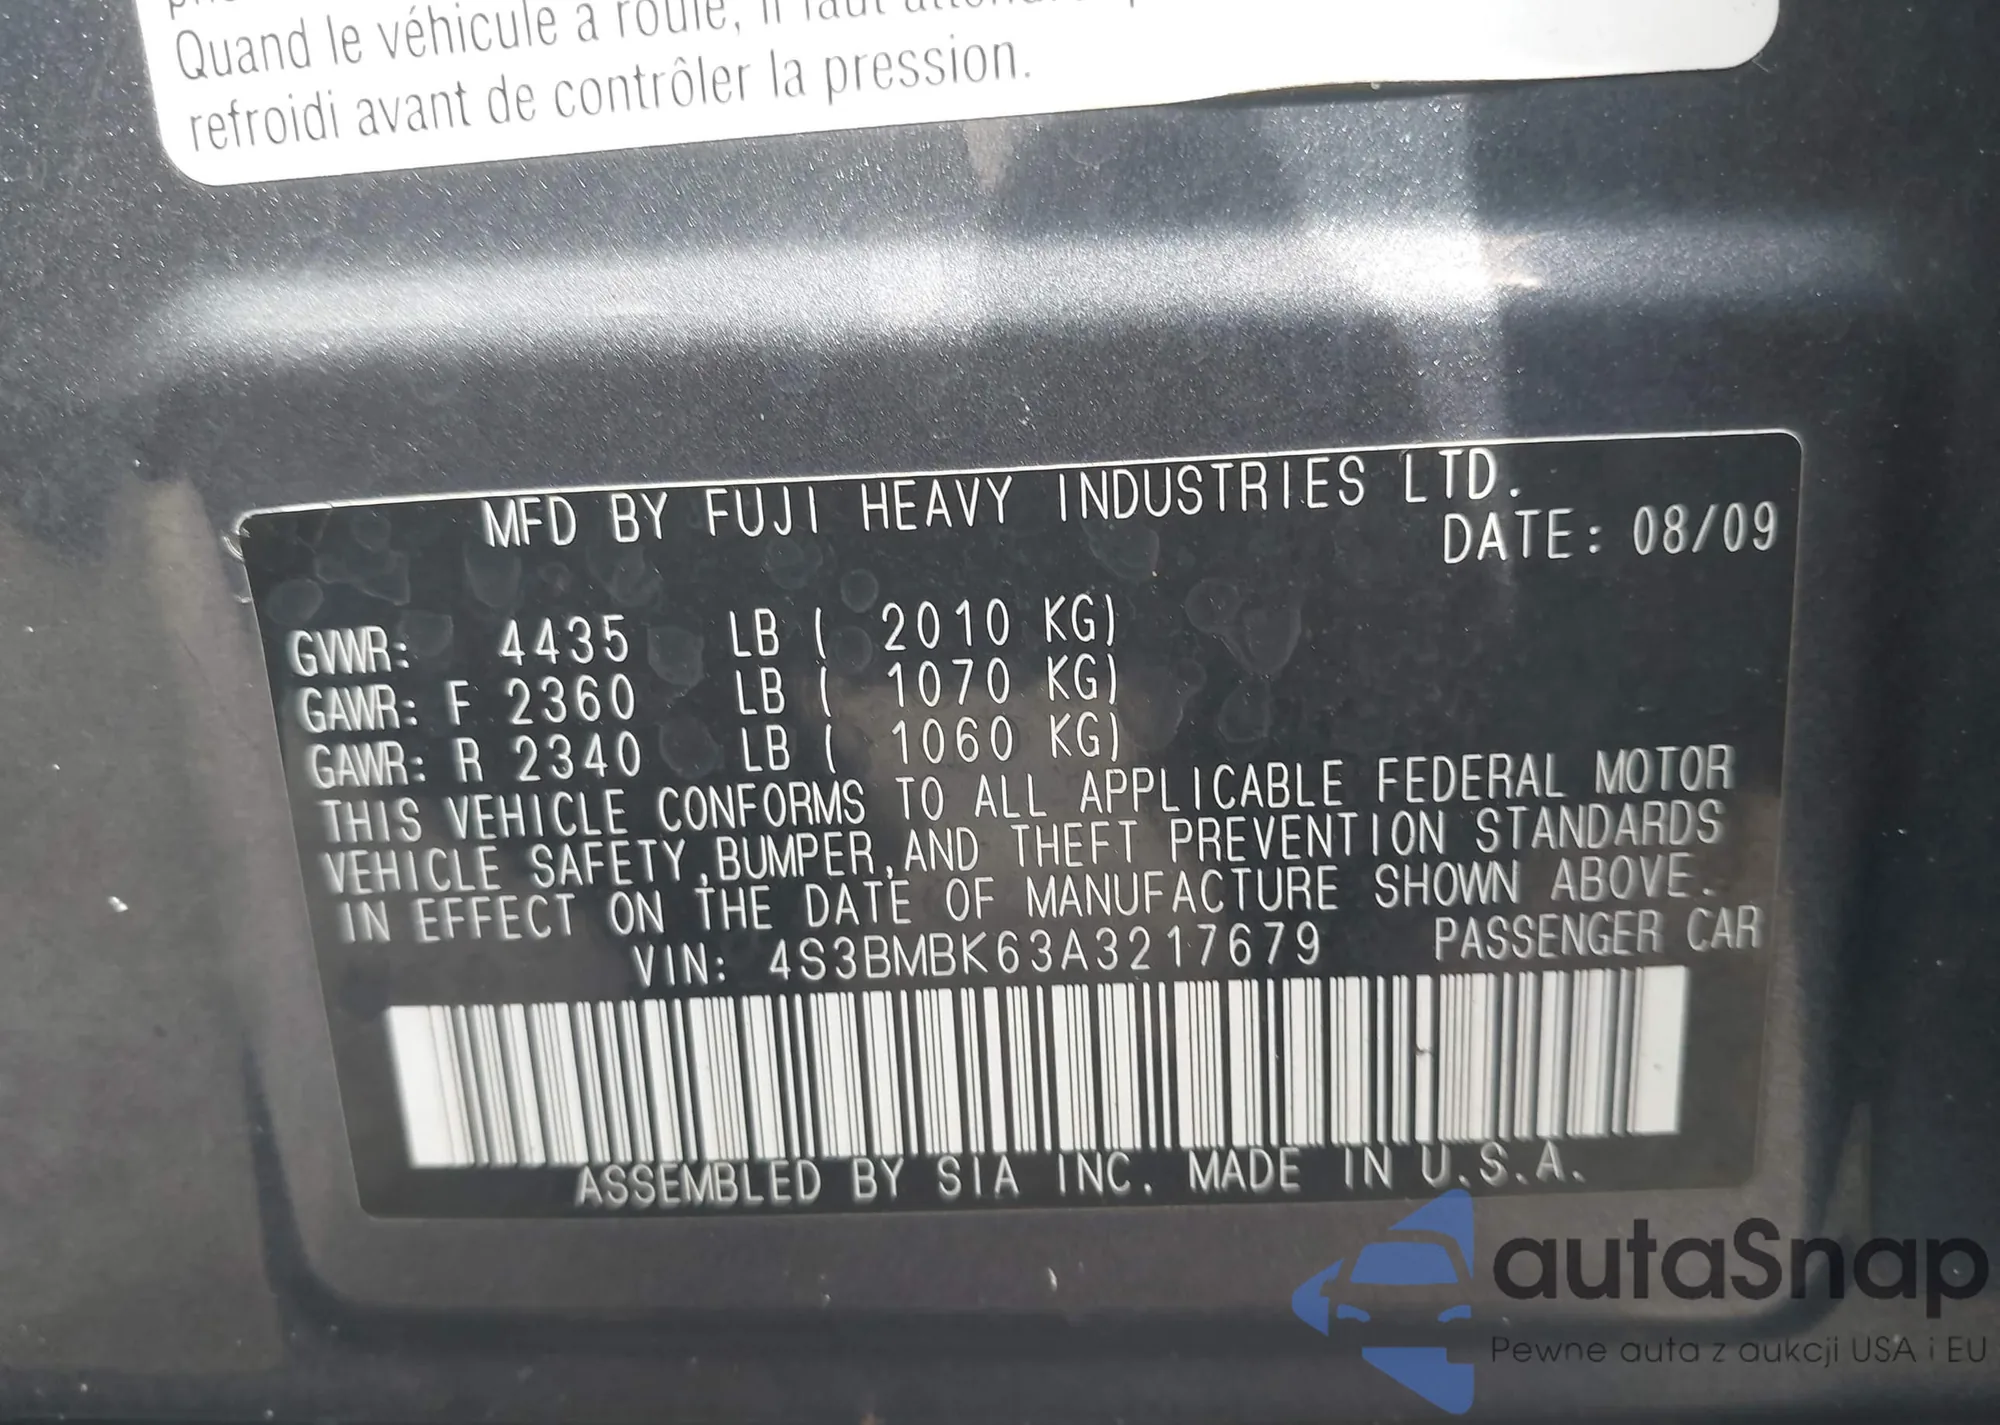 Quand le véhicule a roulé, il faut
refroidi avant de contrôler la pression.
MFD BY FUJI HEAVY INDUSTRIES LTD.
DATE: 08/09
GVWR: 4435 LB ( 2010 KG)
GAWR: F 2360 LB ( 1070 KG)
GAWR: R 2340 LB ( 1060 KG)
THIS VEHICLE CONFORMS TO ALL APPLICABLE FEDERAL MOTOR
VEHICLE SAFETY,BUMPER,AND THEFT PREVENTION STANDARDS
IN EFFECT ON THE DATE OF MANUFACTURE SHOWN ABOVE.
VIN: 4S3BMBK63A3217679 PASSENGER CAR
ASSEMBLED BY SIA INC. MADE IN U.S.A.
autaSnap
Pewne auta z aukcji USA i EU